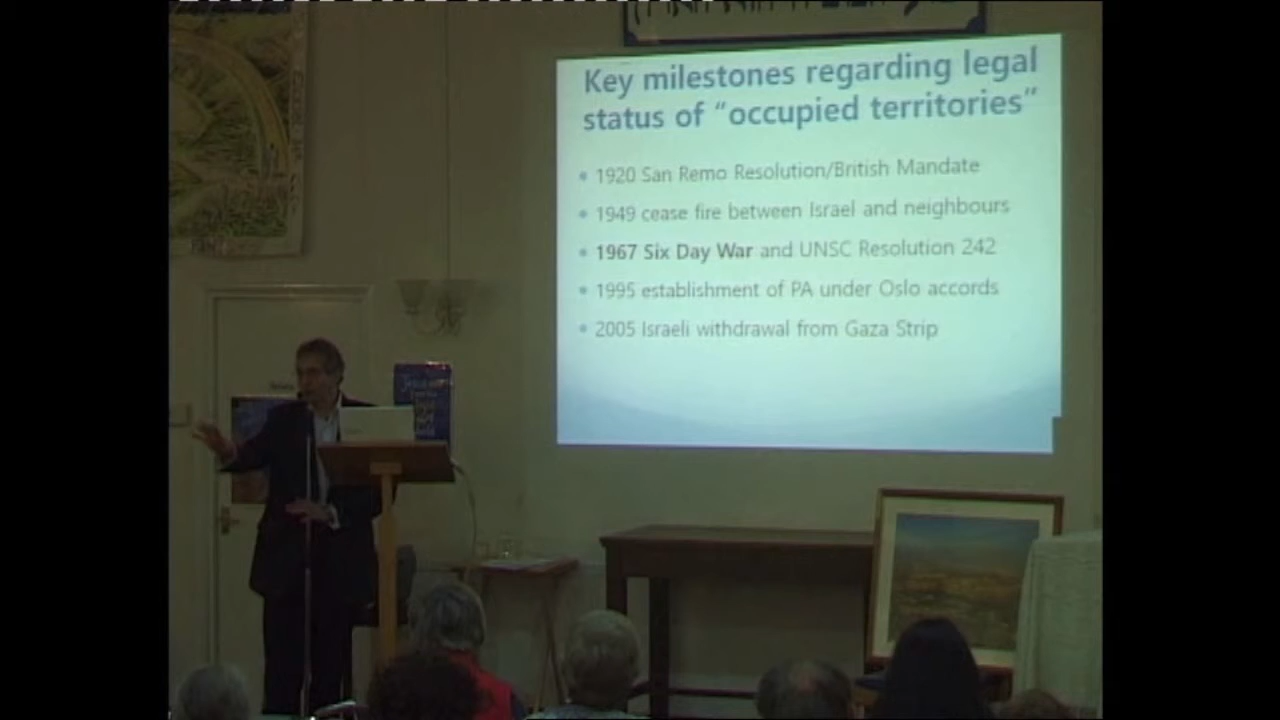 Key milestones regarding legal
status of “occupied territories”
• 1920 San Remo Resolution/British Mandate
• 1949 cease fire between Israel and neighbours
• 1967 Six Day War and UNSC Resolution 242
• 1995 establishment of PA under Oslo accords
• 2005 Israeli withdrawal from Gaza Strip